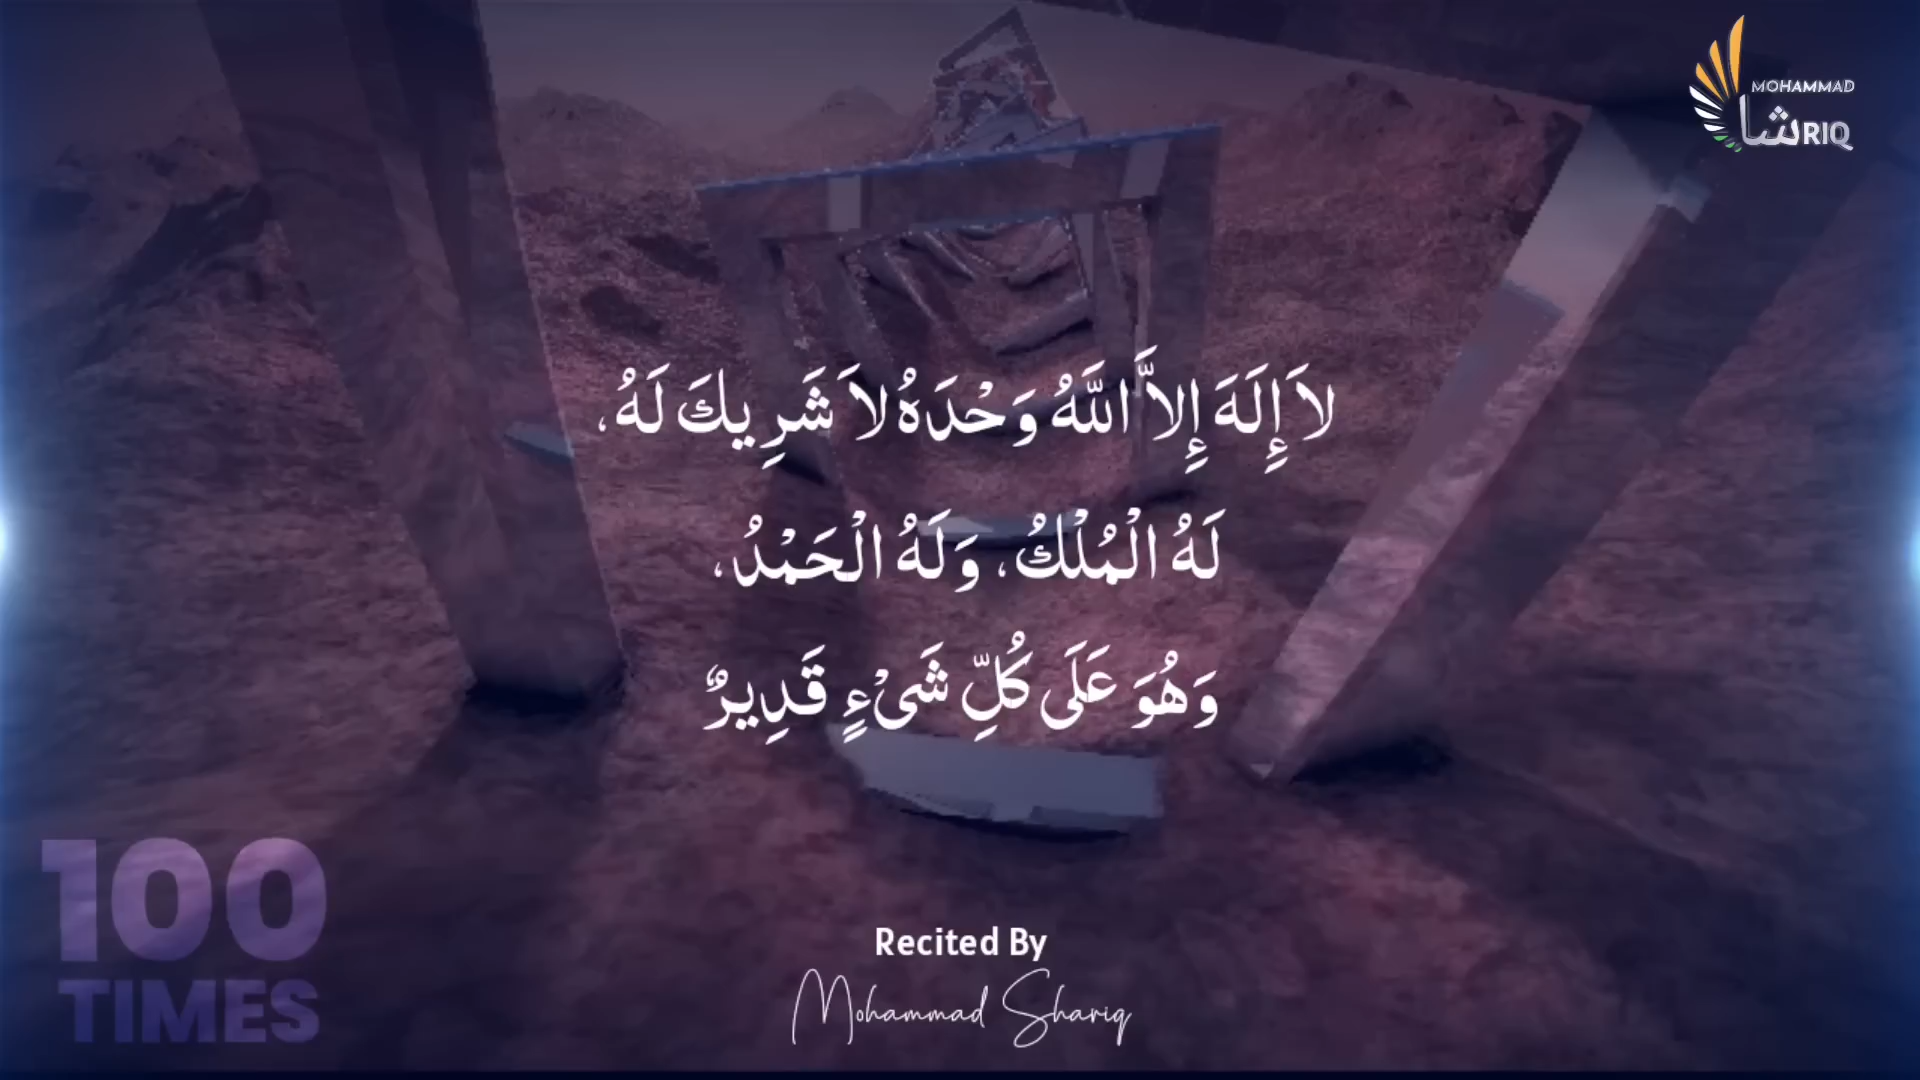 MOHAMMAD
شاRIQ
لاَ إِلَهَ إِلاَّ اللَّهُ وَحْدَهُ لاَ شَرِيكَ لَهُ،
لَهُ الْمُلْكُ، وَلَهُ الْحَمْدُ،
وَهُوَ عَلَى كُلِّ شَىْءٍ قَدِيرٌ
100
TIMES
Recited By
Mohammad Shariq